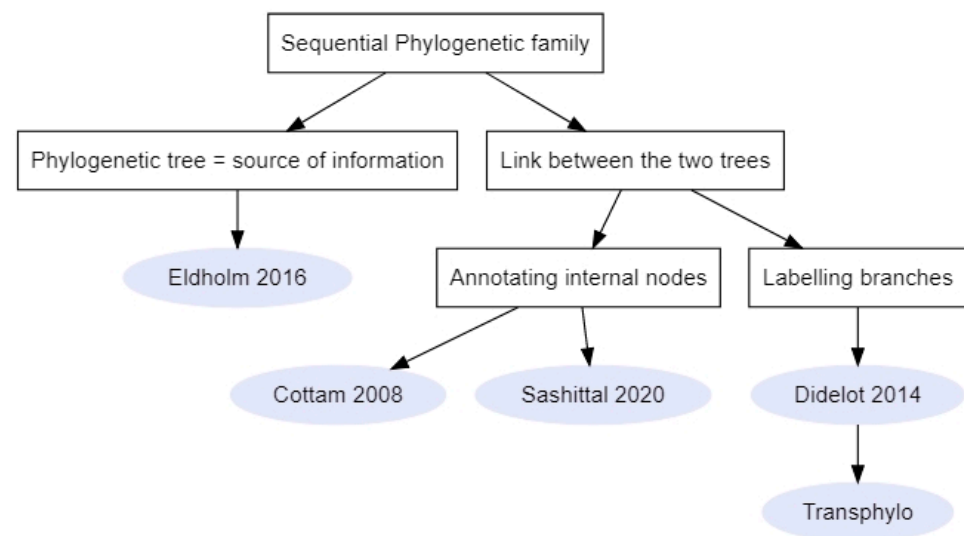 Sequential Phylogenetic family
Phylogenetic tree = source of information
Link between the two trees
Eldholm 2016
Annotating internal nodes
Labelling branches
Cottam 2008
Sashittal 2020
Didelot 2014
Transphylo